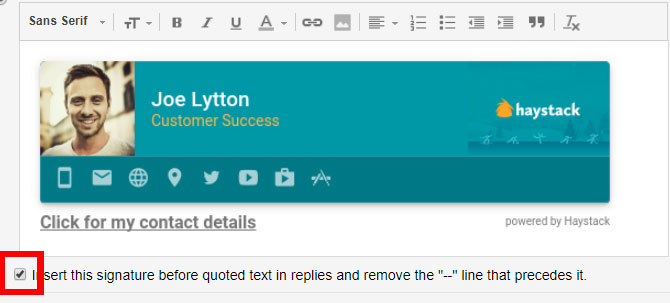 Sans Serif
B I U A
Joe Lytton
Customer Success
haystack
Click for my contact details
powered by Haystack
Insert this signature before quoted text in replies and remove the "--" line that precedes it.